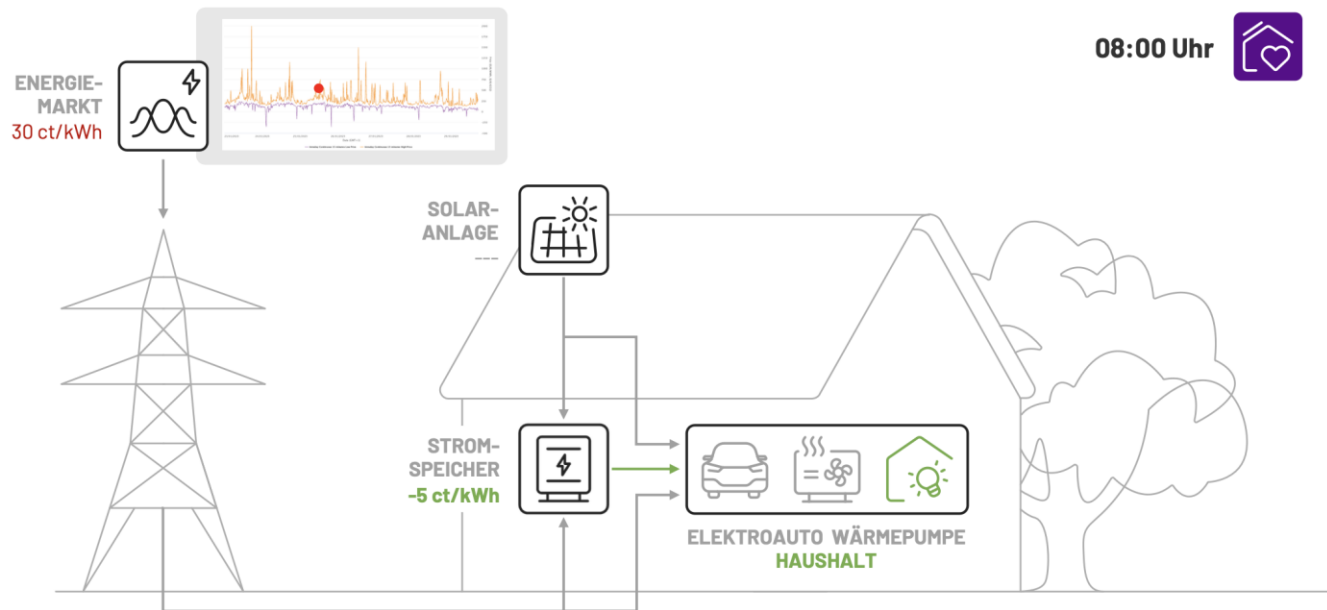 08:00 Uhr
ENERGIE-
MARKT
30 ct/kWh
SOLAR-
ANLAGE
---
STROM-
SPEICHER
-5 ct/kWh
ELEKTROAUTO WÄRMEPUMPE
HAUSHALT